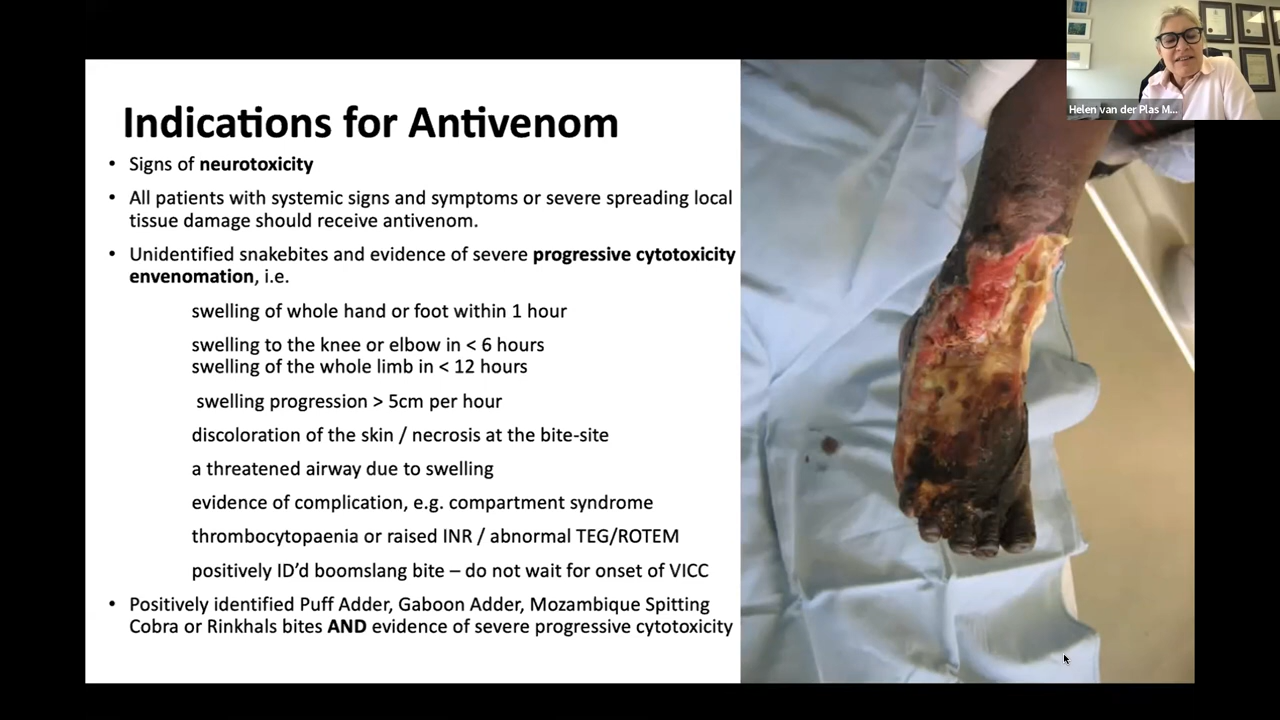 Helen van der Plas M...
Indications for Antivenom
• Signs of neurotoxicity
• All patients with systemic signs and symptoms or severe spreading local
tissue damage should receive antivenom.
• Unidentified snakebites and evidence of severe progressive cytotoxicity
envenomation, i.e.
swelling of whole hand or foot within 1 hour
swelling to the knee or elbow in < 6 hours
swelling of the whole limb in < 12 hours
swelling progression > 5cm per hour
discoloration of the skin / necrosis at the bite-site
a threatened airway due to swelling
evidence of complication, e.g. compartment syndrome
thrombocytopaenia or raised INR / abnormal TEG/ROTEM
positively ID’d boomslang bite – do not wait for onset of VICC
• Positively identified Puff Adder, Gaboon Adder, Mozambique Spitting
Cobra or Rinkhals bites AND evidence of severe progressive cytotoxicity